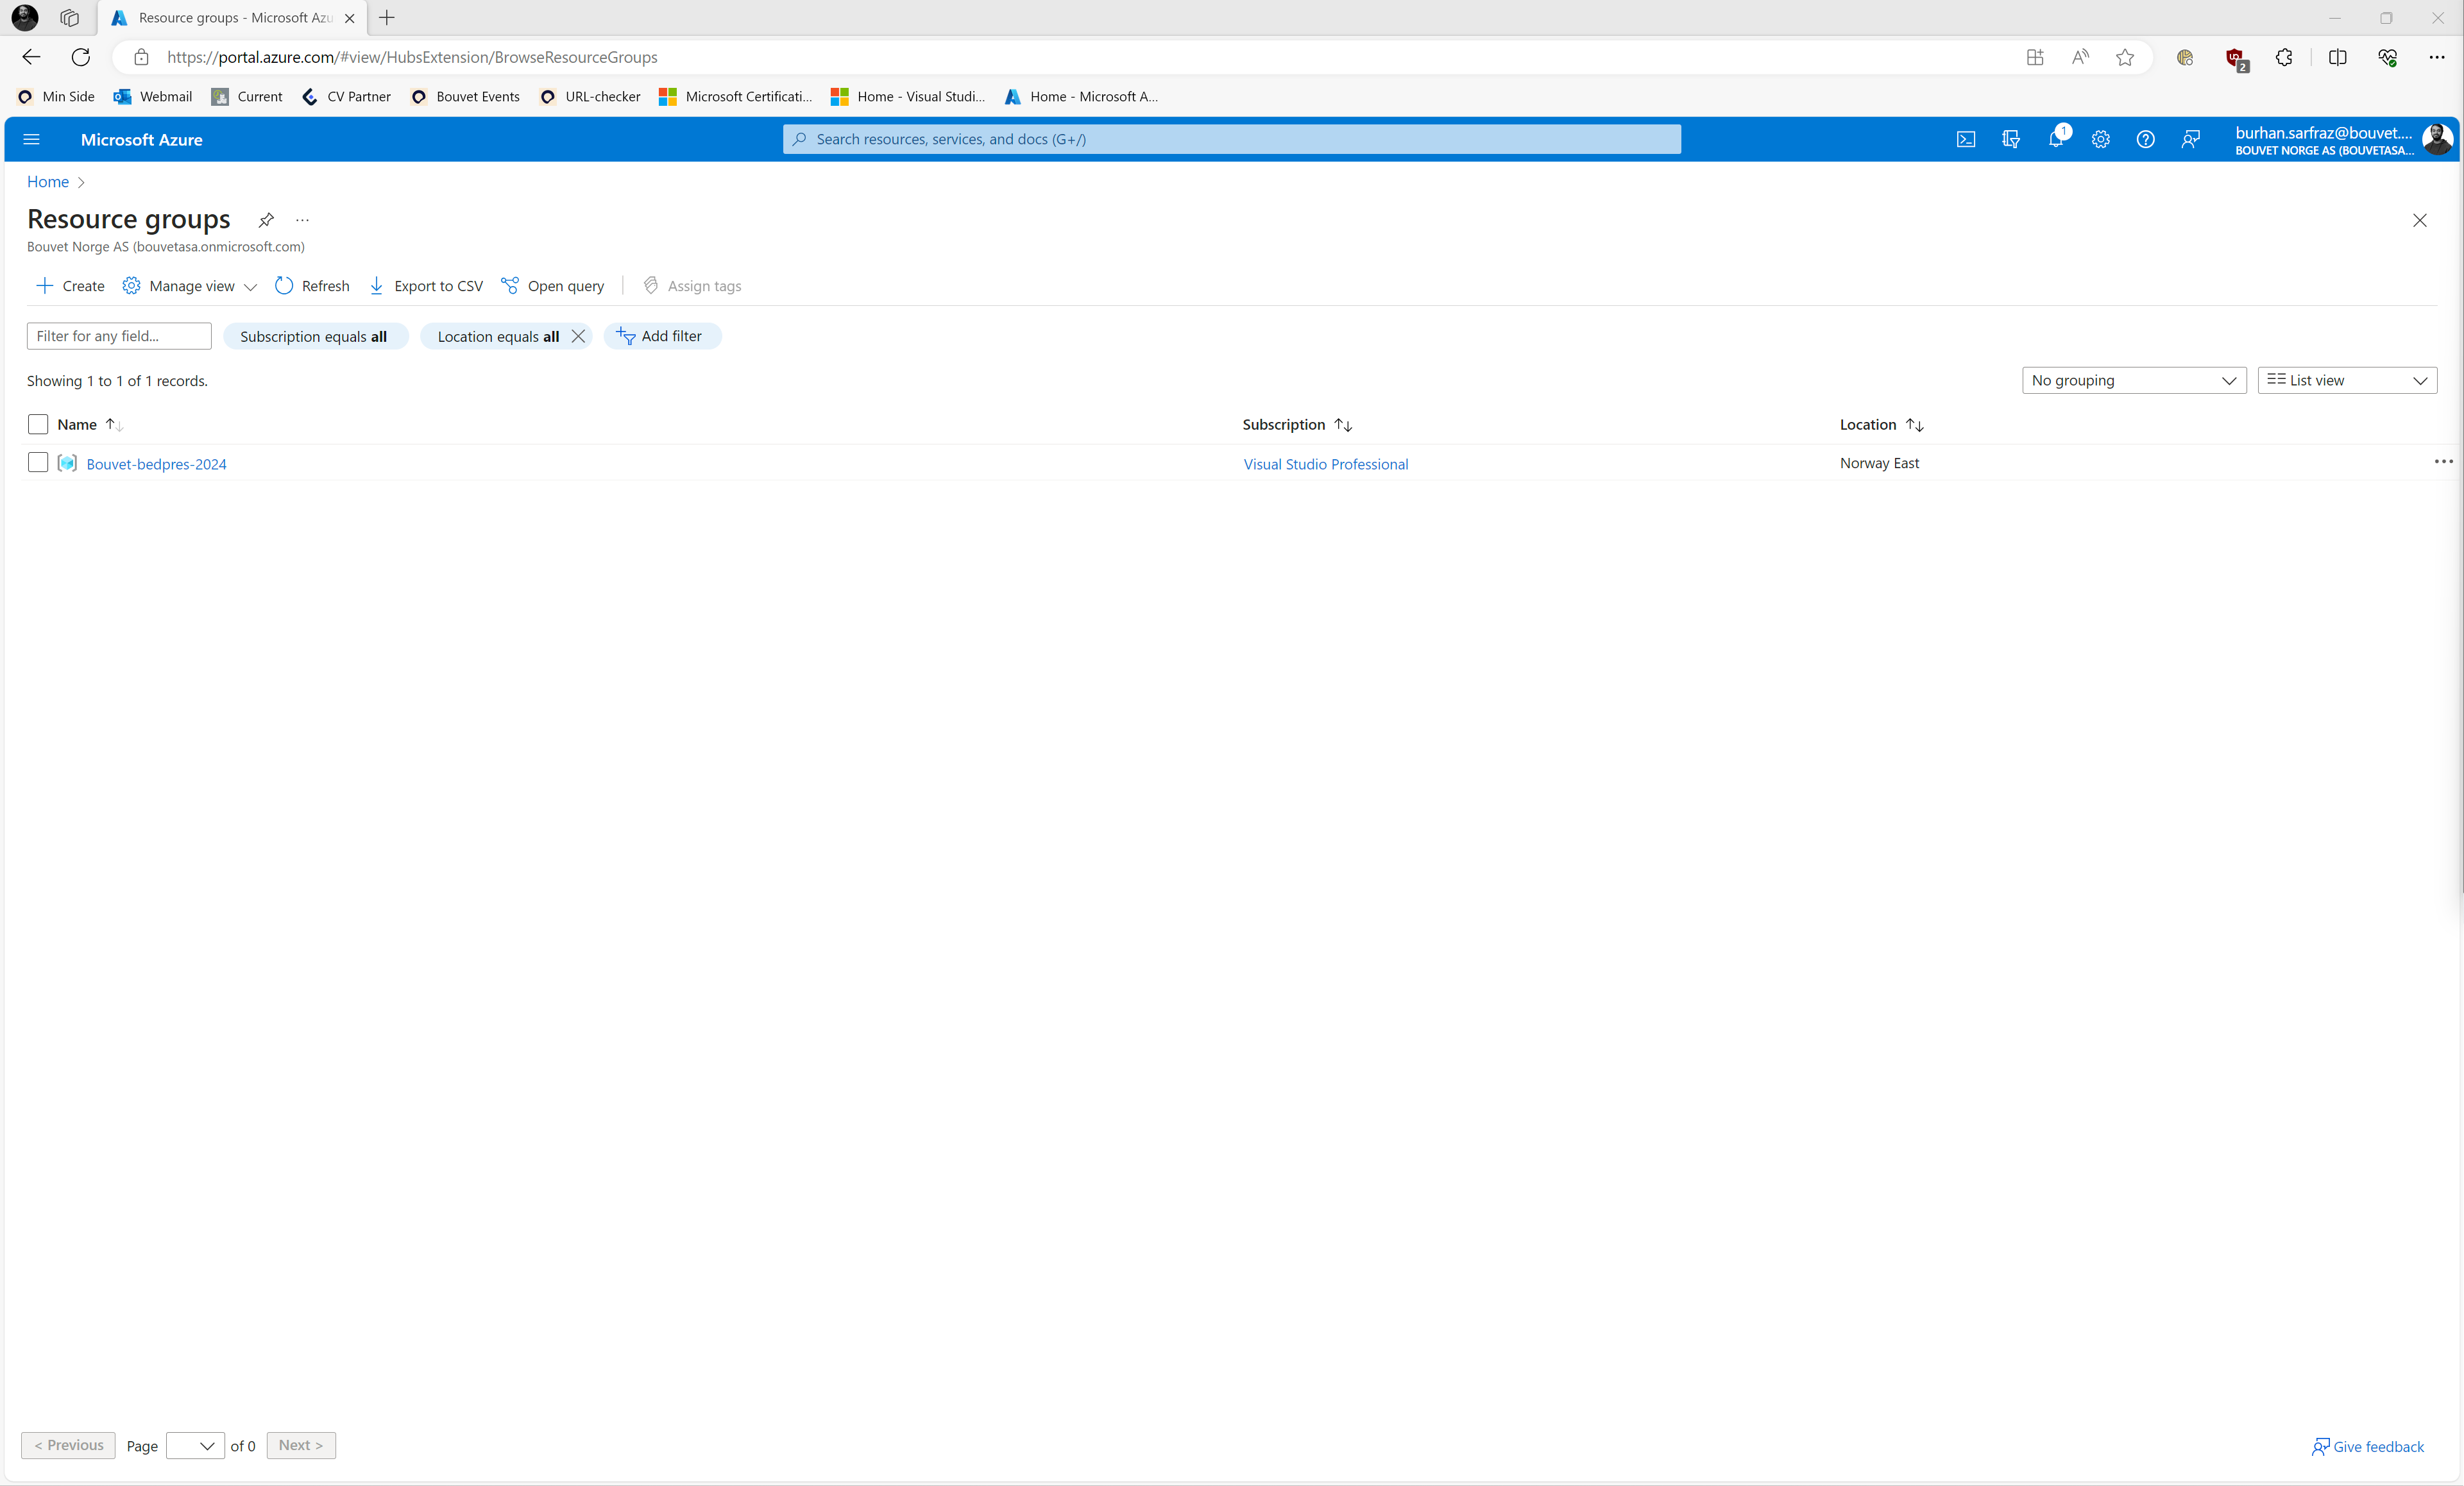 Resource groups - Microsoft Azu
https://portal.azure.com/#view/HubsExtension/BrowseResourceGroups
2
Min Side Webmail Current CV Partner Bouvet Events URL-checker Microsoft Certificati... Home - Visual Studi... Home - Microsoft A...
Microsoft Azure Search resources, services, and docs (G+/) 1 burhan.sarfraz@bouvet....
BOUVET NORGE AS (BOUVETASA...
Home >
Resource groups ...
Bouvet Norge AS (bouvetasa.onmicrosoft.com)
Create Manage view Refresh Export to CSV Open query Assign tags
Filter for any field... Subscription equals all Location equals all Add filter
Showing 1 to 1 of 1 records. No grouping List view
Name Subscription Location
Bouvet-bedpres-2024 Visual Studio Professional Norway East
< Previous Page of 0 Next > Give feedback